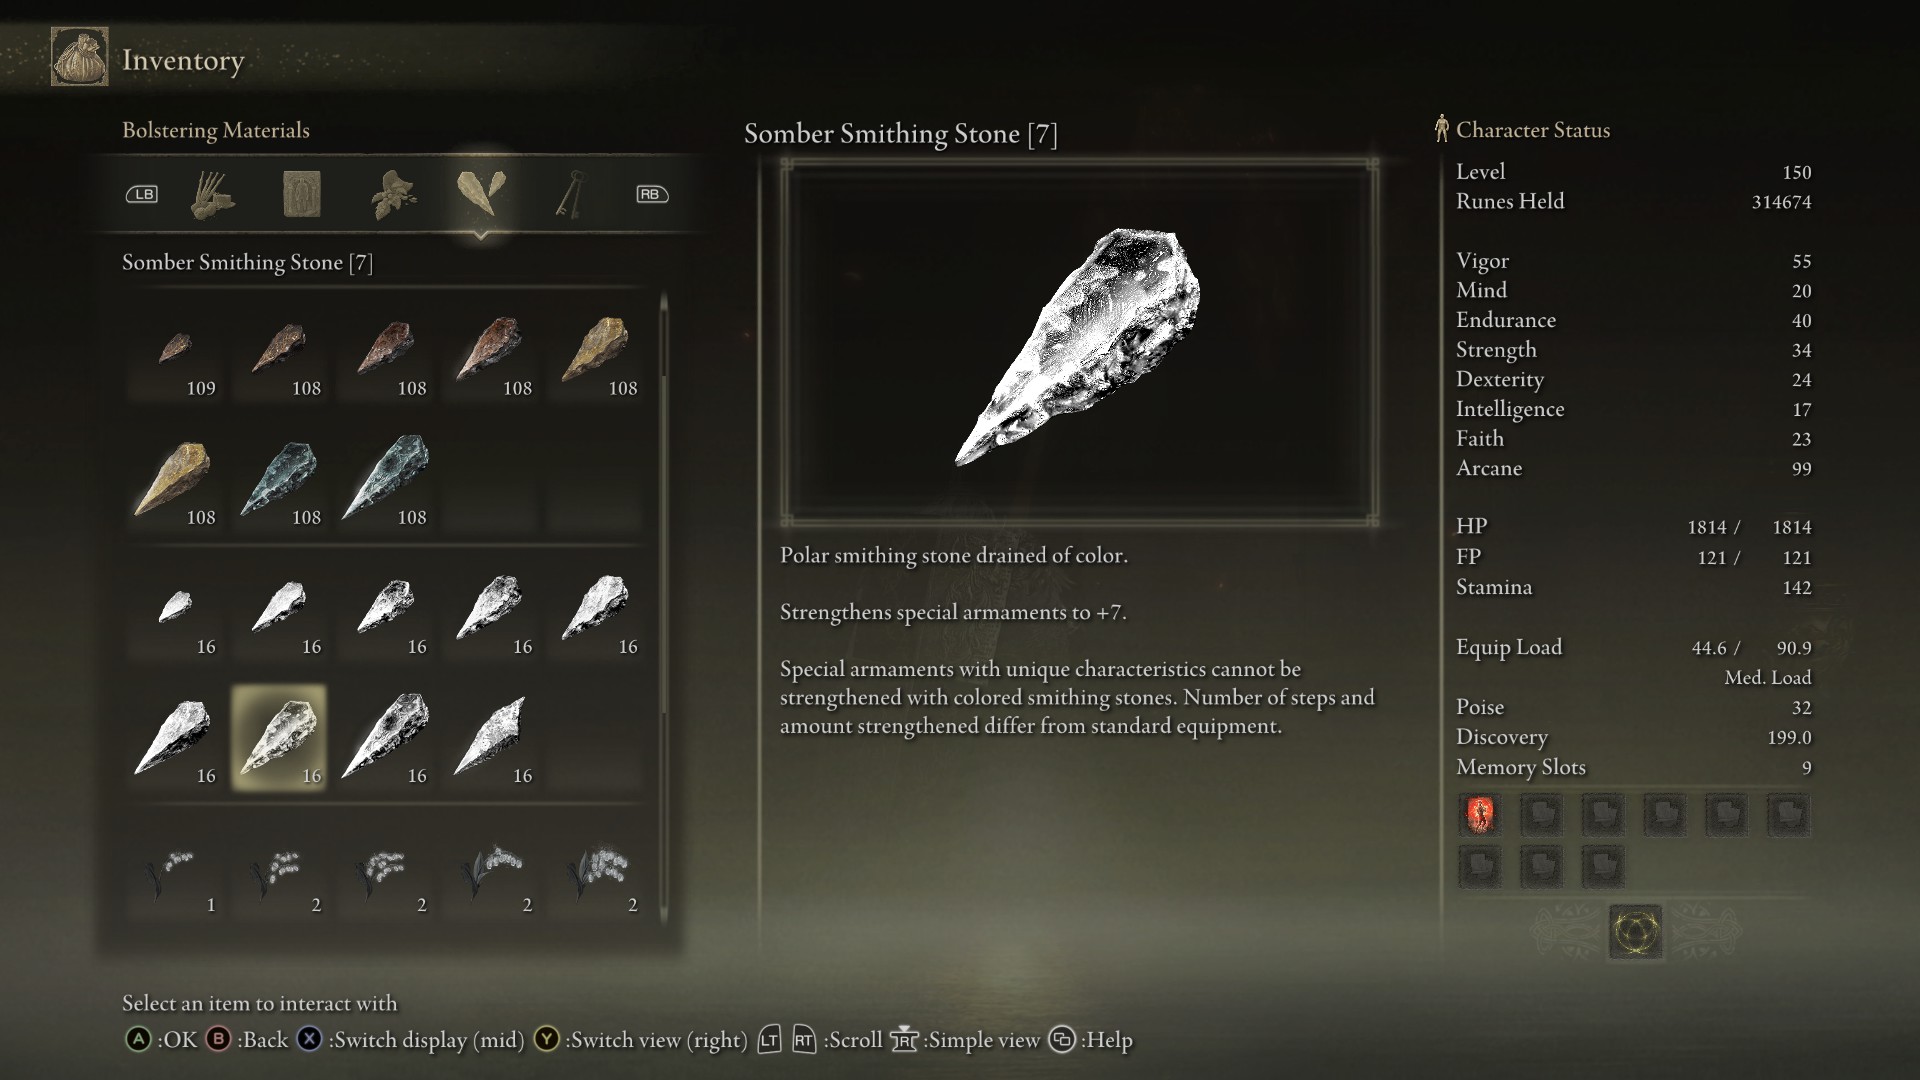 Inventory
Bolstering Materials
LB
RB
Somber Smithing Stone [7]
109 108 108 108 108
108 108 108
16 16 16 16 16
16 16 16 16
1 2 2 2 2
Somber Smithing Stone [7]
Polar smithing stone drained of color.
Strengthens special armaments to +7.
Special armaments with unique characteristics cannot be
strengthened with colored smithing stones. Number of steps and
amount strengthened differ from standard equipment.
Character Status
Level 150
Runes Held 314674
Vigor 55
Mind 20
Endurance 40
Strength 34
Dexterity 24
Intelligence 17
Faith 23
Arcane 99
HP 1814 / 1814
FP 121 / 121
Stamina 142
Equip Load 44.6 / 90.9
Med. Load
Poise 32
Discovery 199.0
Memory Slots 9
Select an item to interact with
A :OK B :Back X :Switch display (mid) Y :Switch view (right) LT RT :Scroll R :Simple view :Help